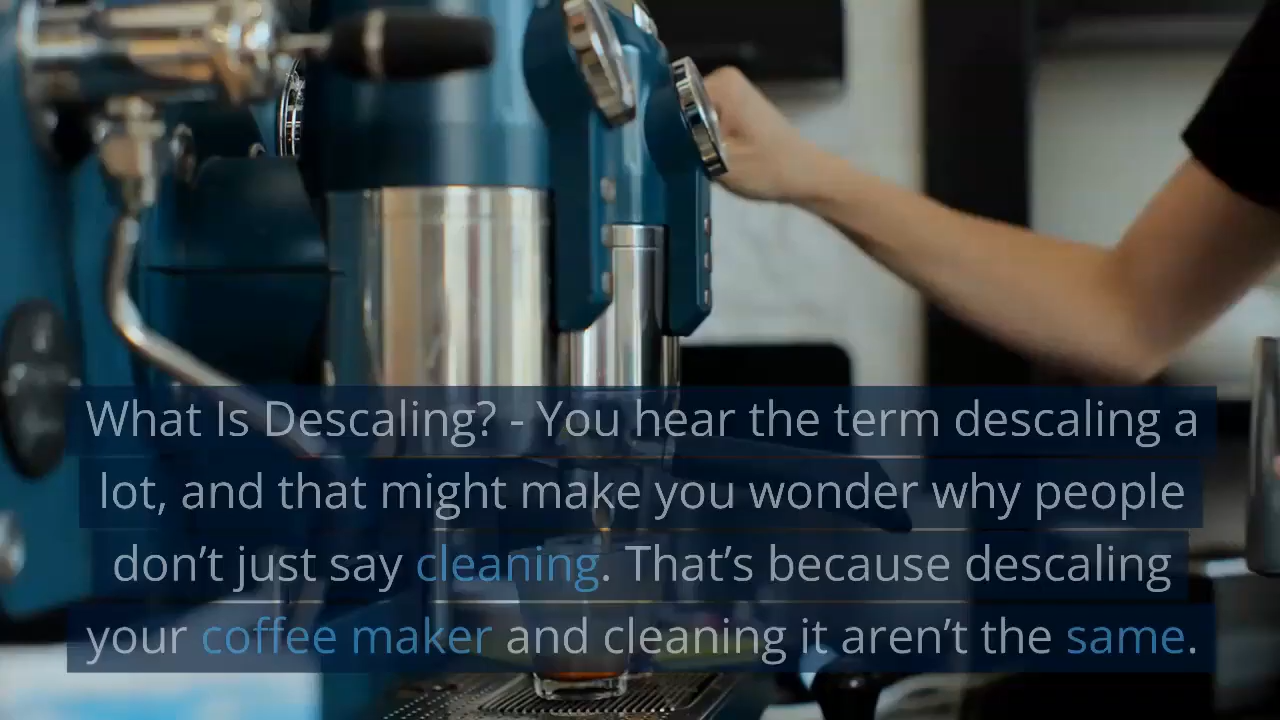 What Is Descaling? - You hear the term descaling a
lot, and that might make you wonder why people
don’t just say cleaning. That’s because descaling
your coffee maker and cleaning it aren’t the same.